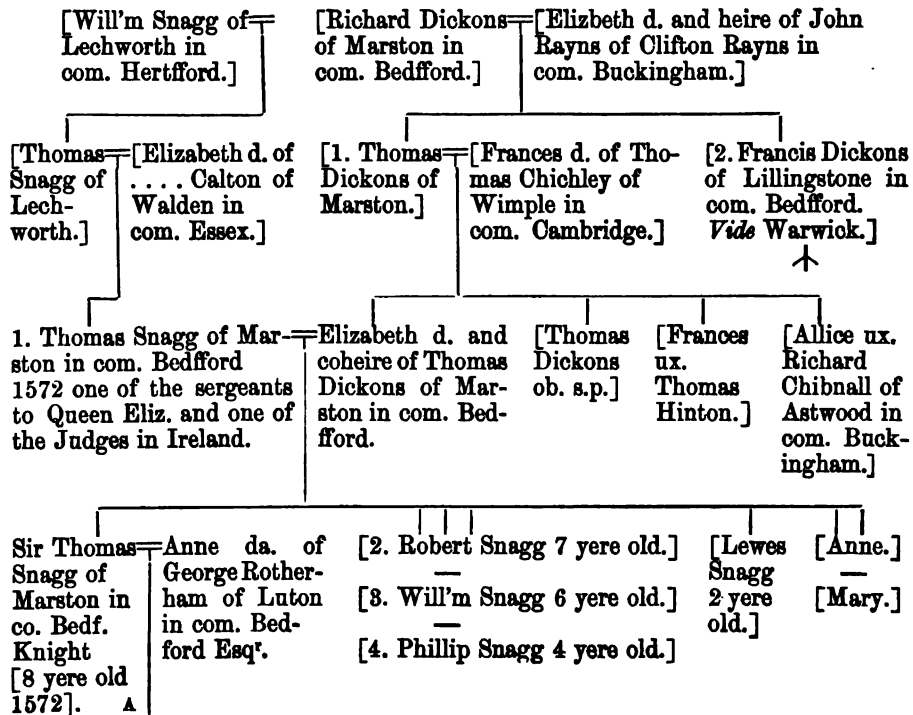 [Will'm Snagg of
Lechworth in
com. Hertfford.]
[Richard Dickons
of Marston in
com. Bedfford.]
[Elizbeth d. and heire of John
Rayns of Clifton Rayns in
com. Buckingham.]
[Thomas
Snagg of
Lech-
worth.]
[Elizabeth d. of
.... Calton of
Walden in
com. Essex.]
[1. Thomas
Dickons of
Marston.]
[Frances d. of Tho-
mas Chichley of
Wimple in
com. Cambridge.]
[2. Francis Dickons
of Lillingstone in
com. Bedfford.
Vide Warwick.]
1. Thomas Snagg of Mar-
ston in com. Bedfford
1572 one of the sergeants
to Queen Eliz. and one of
the Judges in Ireland.
Elizabeth d. and
coheire of Thomas
Dickons of Mar-
ston in com. Bed-
fford.
[Thomas
Dickons
ob. s.p.]
[Frances
ux.
Thomas
Hinton.]
[Allice ux.
Richard
Chibnall of
Astwood in
com. Buck-
ingham.]
Sir Thomas
Snagg of
Marston in
co. Bedf.
Knight
[8 yere old
1572]. A
Anne da. of
George Rother-
ham of Luton
in com. Bed-
ford Esqr.
[2. Robert Snagg 7 yere old.]
[3. Will'm Snagg 6 yere old.]
[4. Phillip Snagg 4 yere old.]
[Lewes
Snagg
2 yere
old.]
[Anne.]
[Mary.]